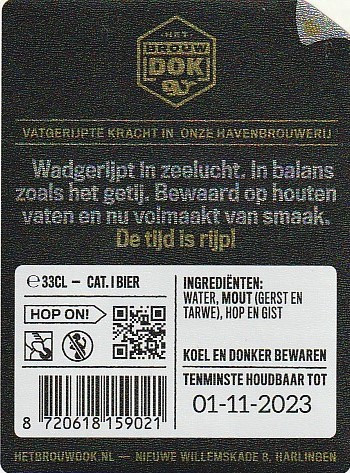 HET
BROUW
DOK
VATGERIJPTE KRACHT IN ONZE HAVENBROUWERIJ
Wadgerijpt in zeelucht. In balans
zoals het getij. Bewaard op houten
vaten en nu volmaakt van smaak.
De tijd is rijp!
℮33CL – CAT. I BIER
HOP ON!
INGREDIËNTEN:
WATER, MOUT (GERST EN
TARWE), HOP EN GIST
KOEL EN DONKER BEWAREN
TENMINSTE HOUDBAAR TOT
01-11-2023
8 720618 159021
HETBROUWDOK.NL – NIEUWE WILLEMSKADE 8, HARLINGEN